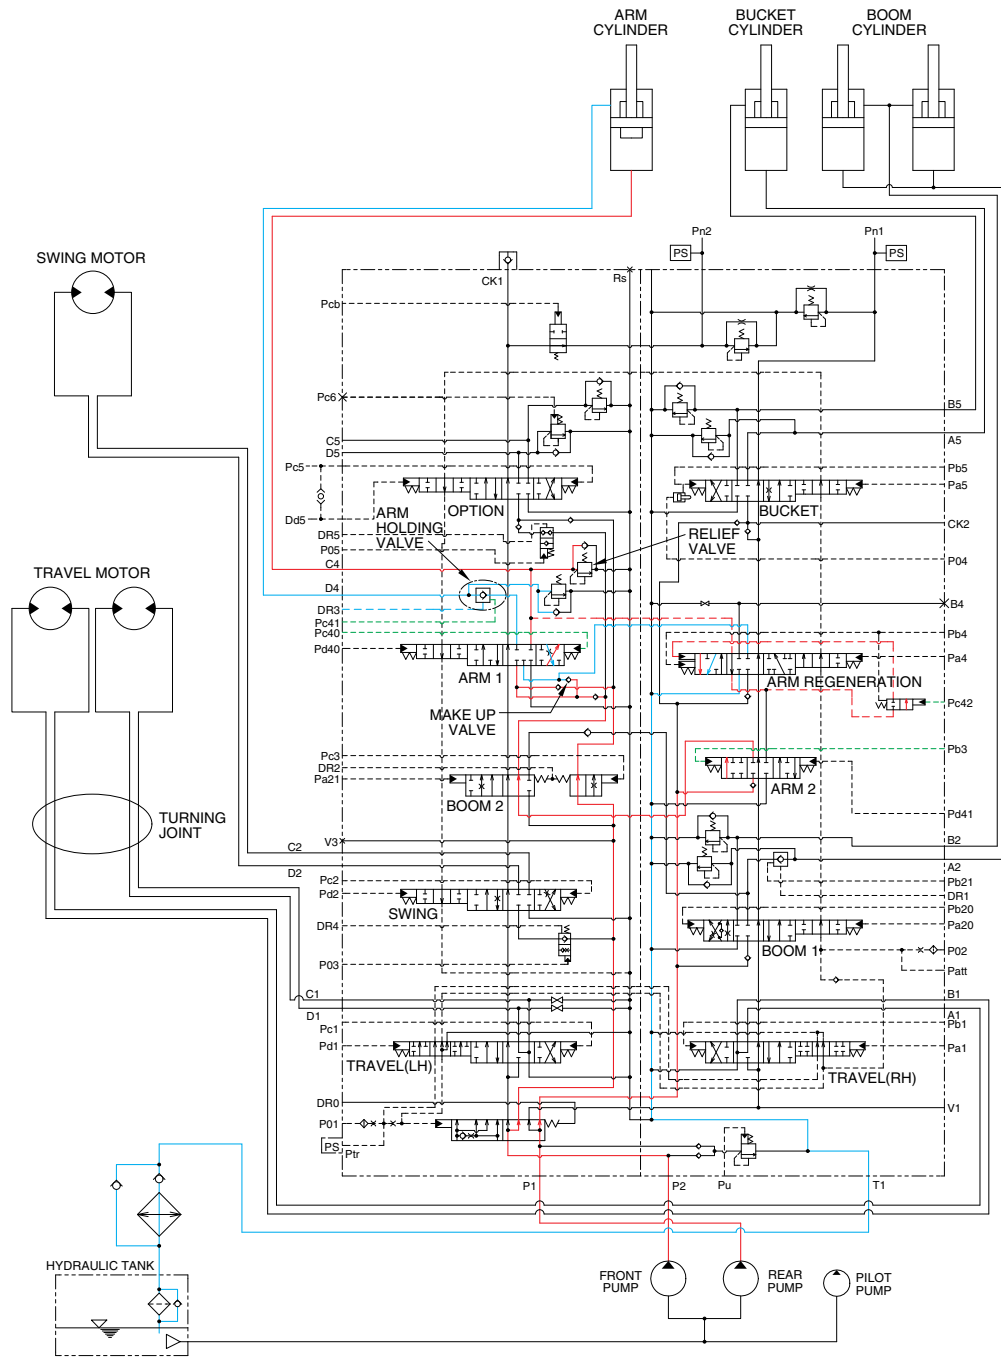 ARM
CYLINDER
BUCKET
CYLINDER
BOOM
CYLINDER
Pn2
Pn1
PS
PS
SWING MOTOR
CK1
Rs
Pcb
Pc6
B5
C5
A5
D5
Pc5
Pb5
Pa5
OPTION
BUCKET
Dd5
ARM
HOLDING
VALVE
CK2
DR5
RELIEF
VALVE
P05
P04
C4
TRAVEL MOTOR
D4
B4
DR3
Pc41
Pc40
Pb4
Pd40
Pa4
ARM 1
ARM REGENERATION
Pc42
MAKE UP
VALVE
Pc3
Pb3
DR2
Pa21
ARM 2
BOOM 2
TURNING
JOINT
Pd41
V3
B2
C2
D2
A2
Pc2
Pb21
Pd2
DR1
SWING
Pb20
DR4
Pa20
BOOM 1
P02
P03
Patt
C1
B1
D1
A1
Pc1
Pb1
Pd1
Pa1
TRAVEL(LH)
TRAVEL(RH)
DR0
V1
P01
PS
Ptr
P1
P2
Pu
T1
HYDRAULIC TANK
FRONT
PUMP
REAR
PUMP
PILOT
PUMP